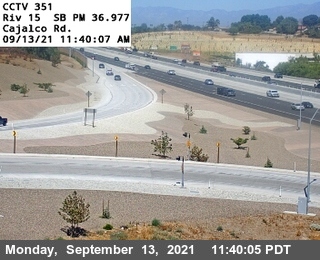 CCTV 351
Riv 15 SB PM 36.977
Cajalco Rd.
09/13/21 11:40:07 AM
Monday, September 13, 2021 11:40:05 PDT